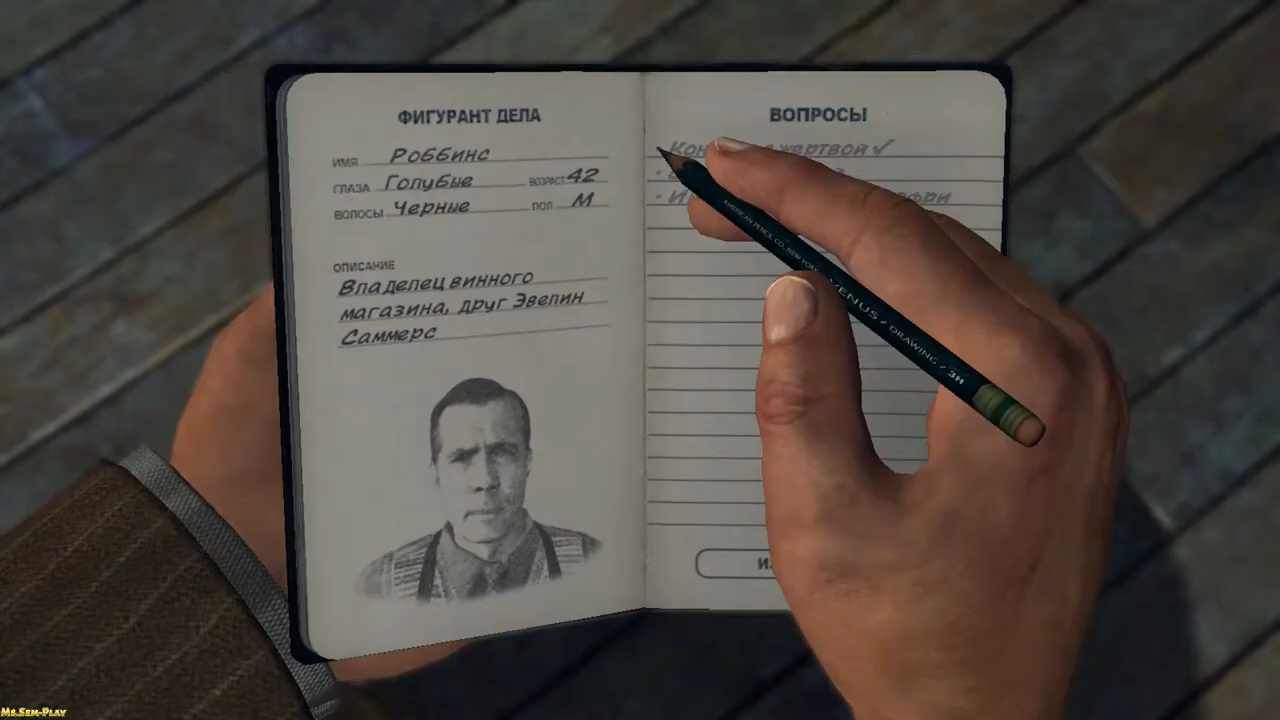 ФИГУРАНТ ДЕЛА
ИМЯ Роббинс
ГЛАЗА Голубые ВОЗРАСТ 42
ВОЛОСЫ Черные ПОЛ М
ОПИСАНИЕ
Владелец винного
магазина, друг Эвелин
Саммерс
ВОПРОСЫ
жертвой ✓
AMERICAN PENCIL CO. NEW YORK VENUS / DRAWING / 3H
Mr.Sem-Play